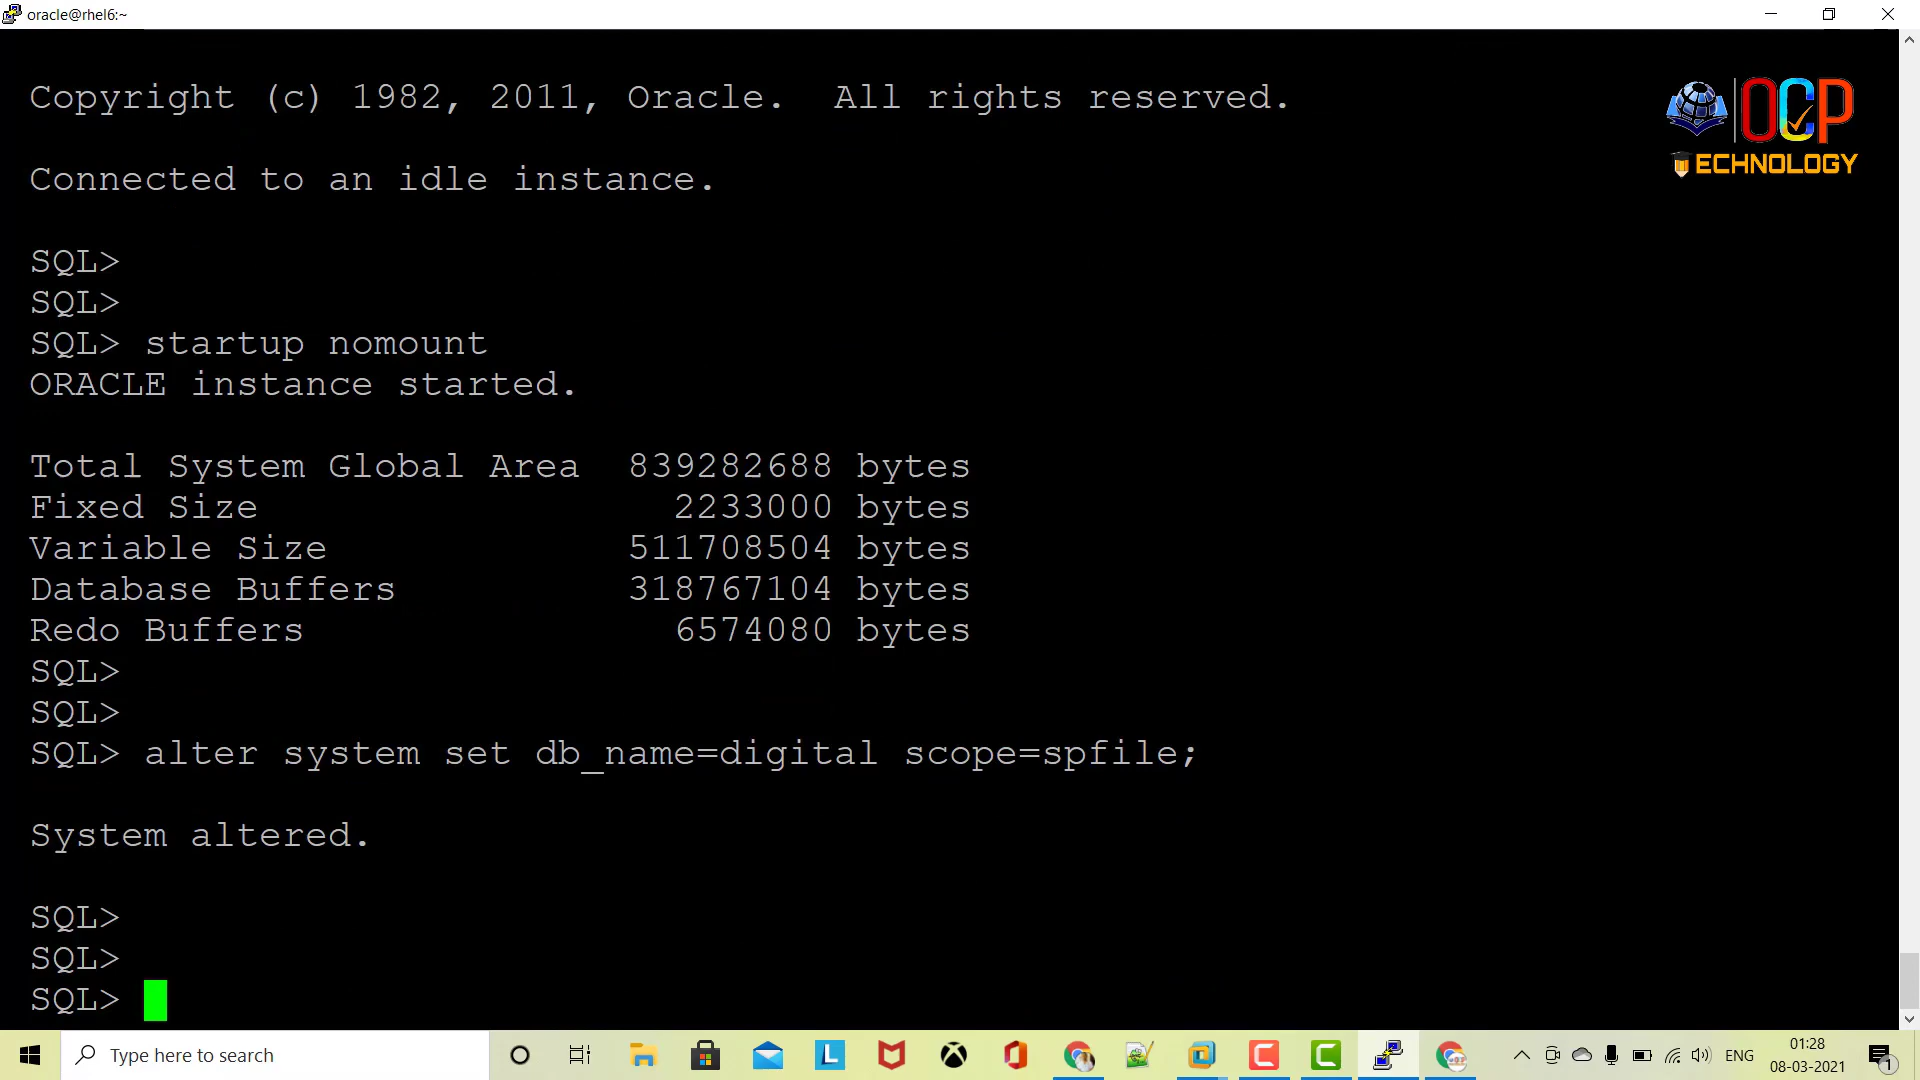 oracle@rhel6:~
Copyright (c) 1982, 2011, Oracle.  All rights reserved.
OCP
ECHNOLOGY
Connected to an idle instance.
SQL>
SQL>
SQL> startup nomount
ORACLE instance started.
Total System Global Area  839282688 bytes
Fixed Size                  2233000 bytes
Variable Size             511708504 bytes
Database Buffers          318767104 bytes
Redo Buffers                6574080 bytes
SQL>
SQL>
SQL> alter system set db_name=digital scope=spfile;
System altered.
SQL>
SQL>
SQL>
Type here to search
L
ENG
01:28
08-03-2021
1